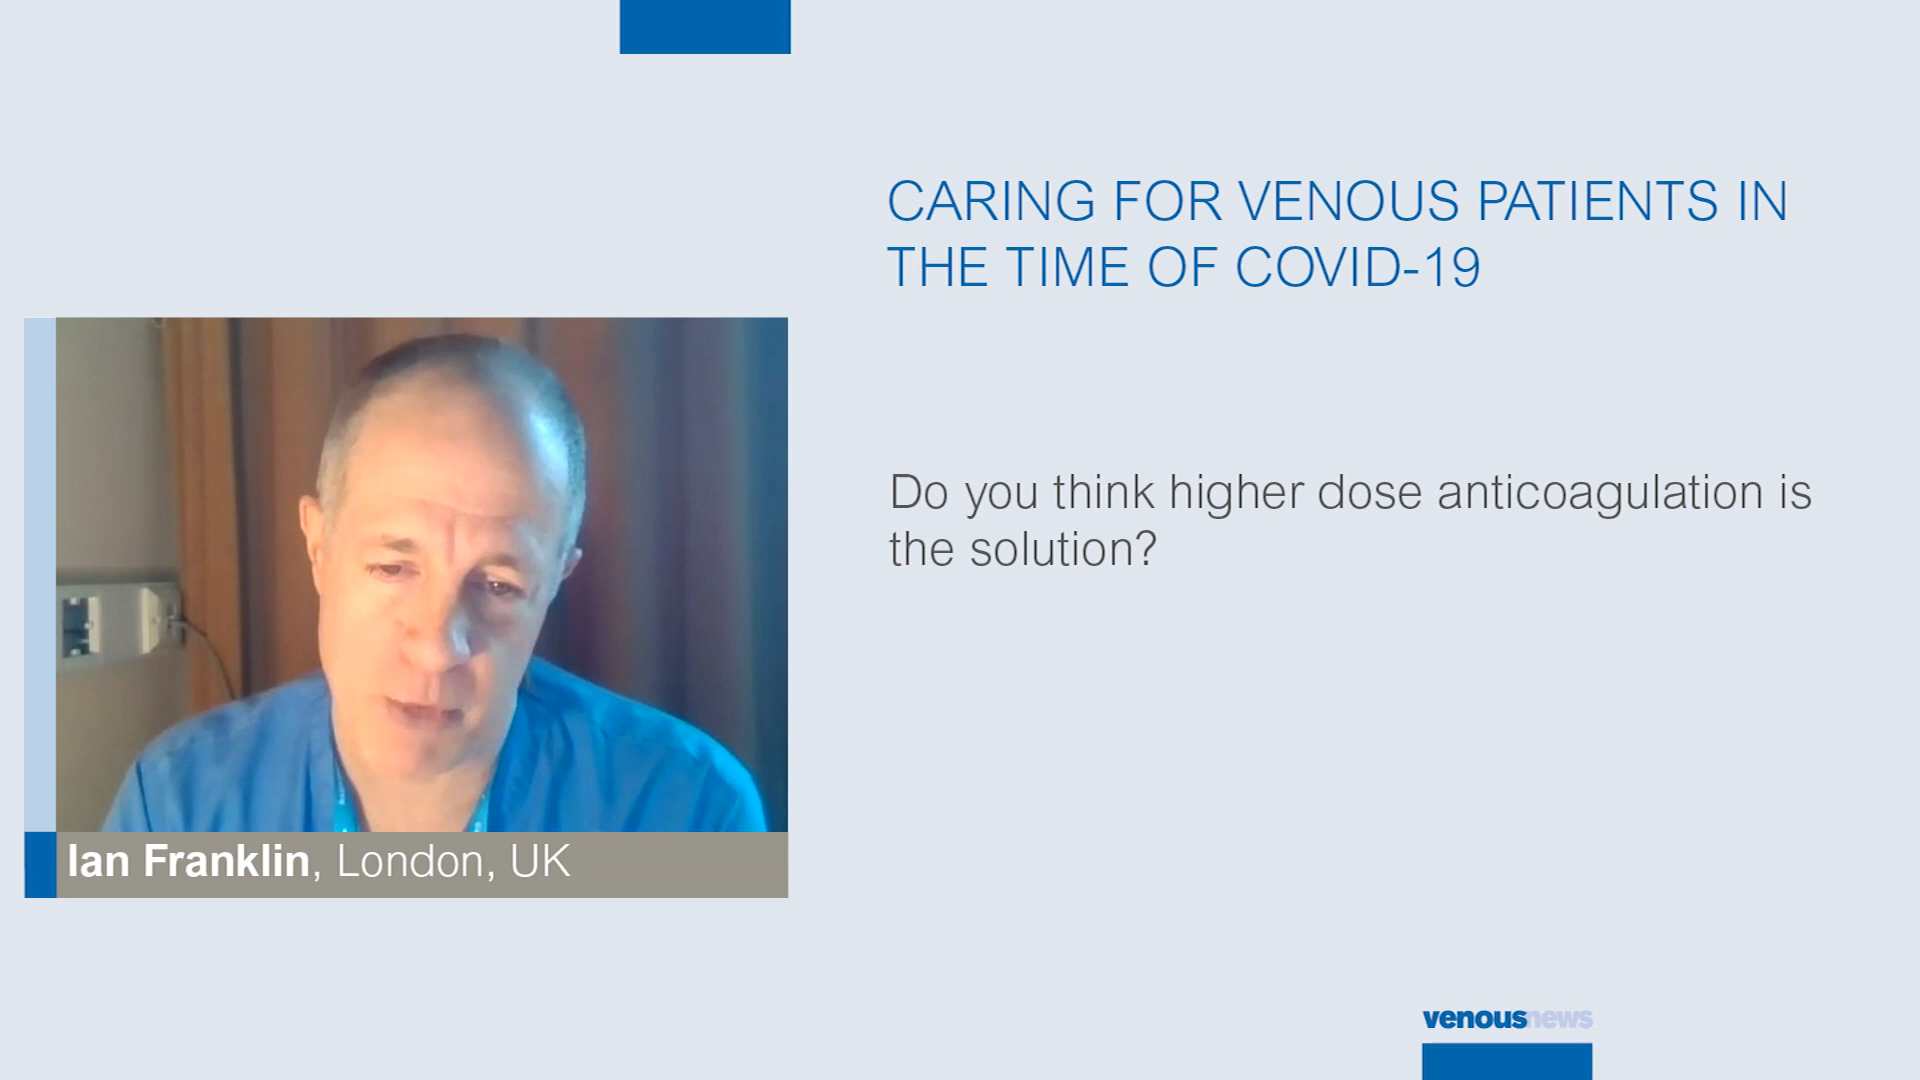 CARING FOR VENOUS PATIENTS IN
THE TIME OF COVID-19
Do you think higher dose anticoagulation is
the solution?
Ian Franklin, London, UK
venousnews